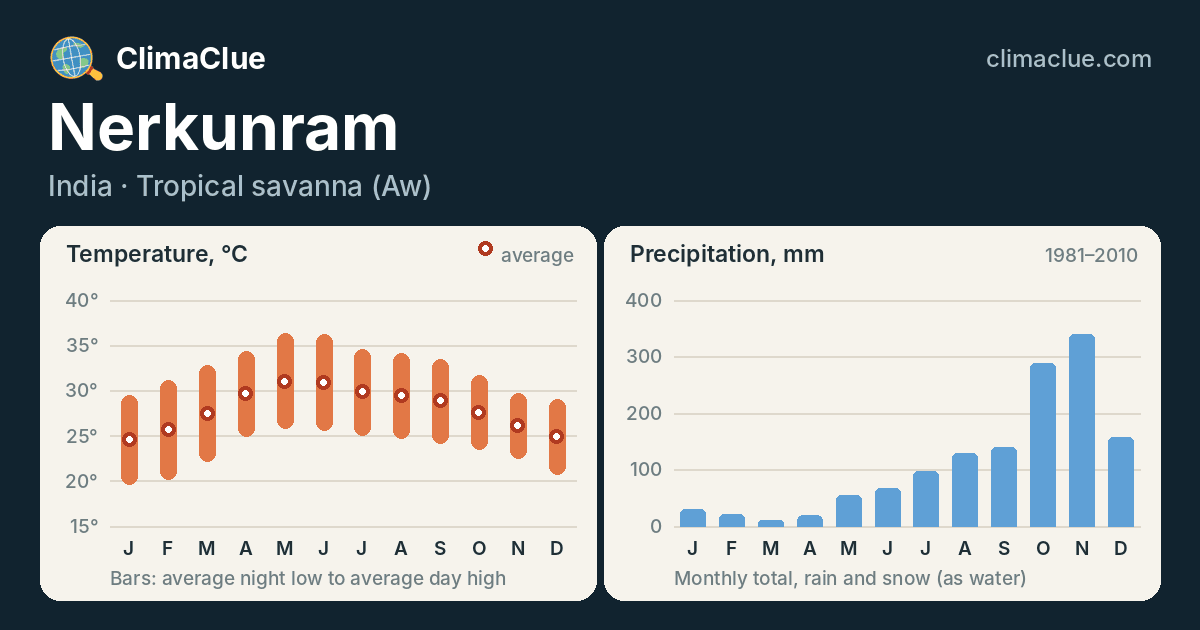 ClimaClue
climaclue.com
Nerkunram
India · Tropical savanna (Aw)
Temperature, °C
average
40°
35°
30°
25°
20°
15°
J F M A M J J A S O N D
Bars: average night low to average day high
Precipitation, mm
1981–2010
400
300
200
100
0
J F M A M J J A S O N D
Monthly total, rain and snow (as water)